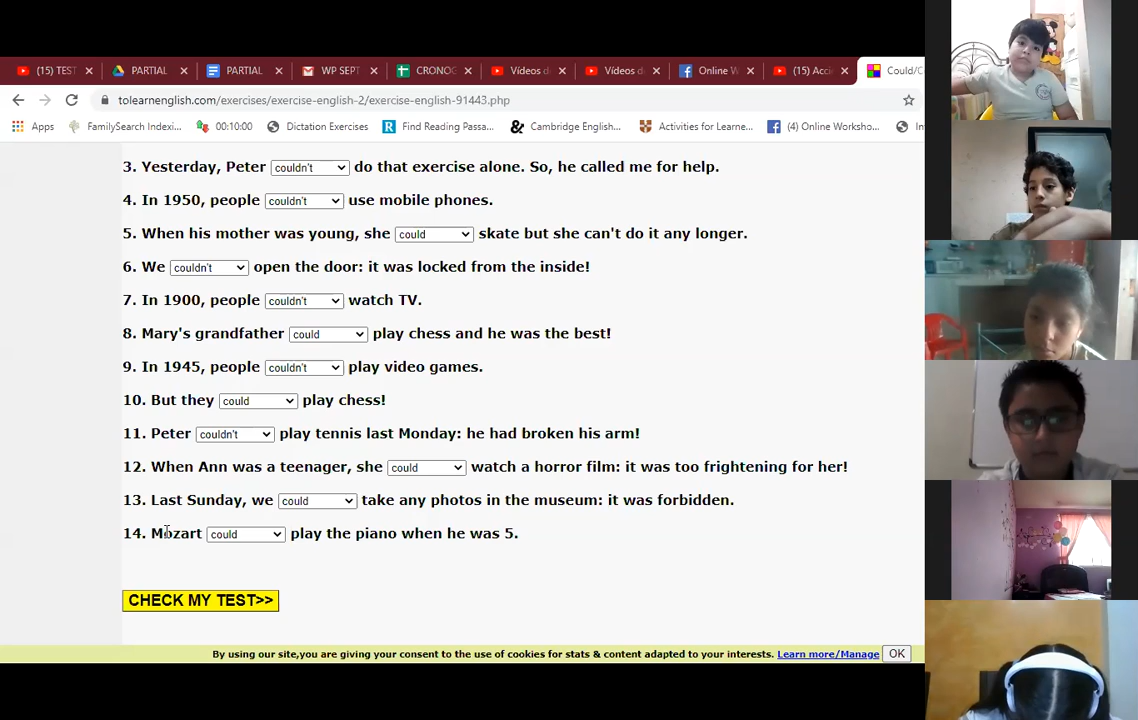 (15) TEST
PARTIAL
PARTIAL
WP SEPT
CRONOG
Vídeos d
Vídeos de
Online W
(15) Acci
Could/C
tolearnenglish.com/exercises/exercise-english-2/exercise-english-91443.php
Apps
FamilySearch Indexi...
00:10:00
Dictation Exercises
Find Reading Passa...
Cambridge English,...
Activities for Learne...
(4) Online Worksho...
3. Yesterday, Peter couldn't do that exercise alone. So, he called me for help.
4. In 1950, people couldn't use mobile phones.
5. When his mother was young, she could skate but she can't do it any longer.
6. We couldn't open the door: it was locked from the inside!
7. In 1900, people couldn't watch TV.
8. Mary's grandfather could play chess and he was the best!
9. In 1945, people couldn't play video games.
10. But they could play chess!
11. Peter couldn't play tennis last Monday: he had broken his arm!
12. When Ann was a teenager, she could watch a horror film: it was too frightening for her!
13. Last Sunday, we could take any photos in the museum: it was forbidden.
14. Mozart could play the piano when he was 5.
CHECK MY TEST>>
By using our site,you are giving your consent to the use of cookies for stats & content adapted to your interests. Learn more/Manage OK